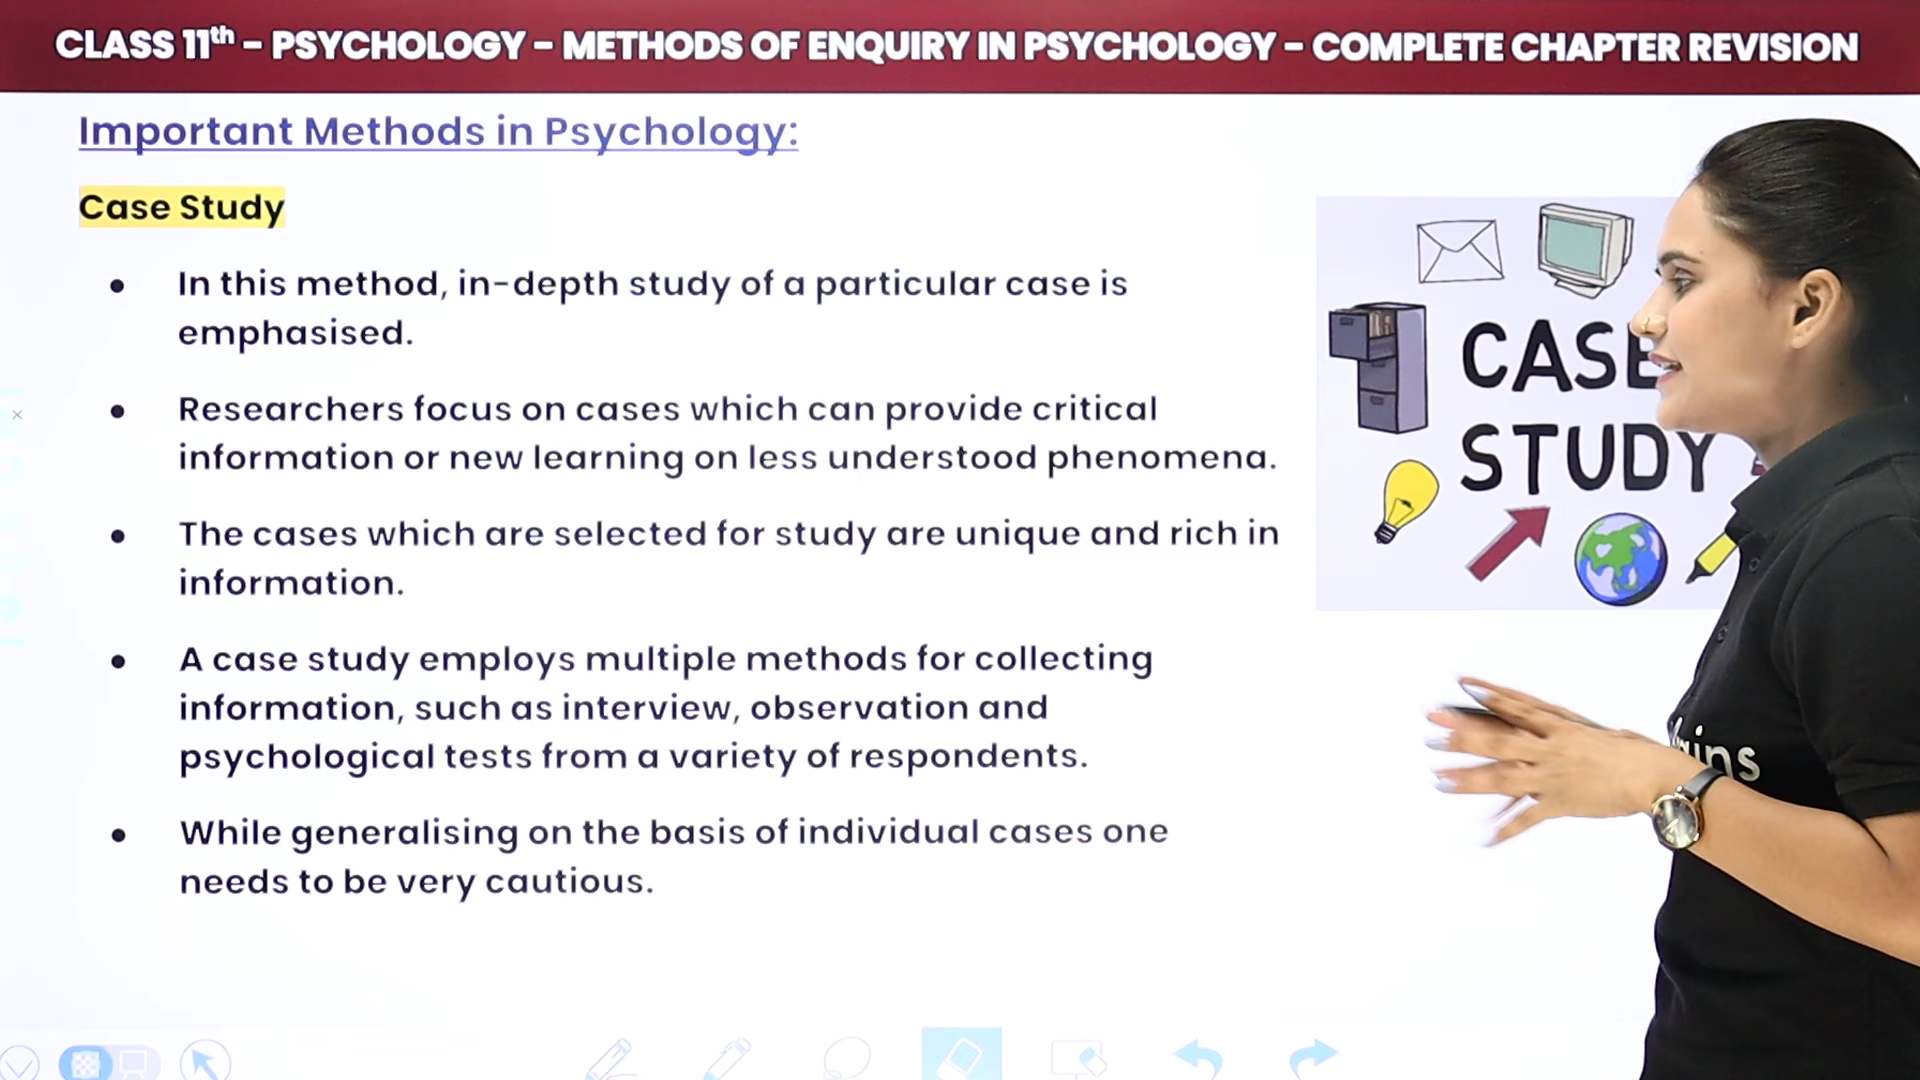 CLASS 11th – PSYCHOLOGY – METHODS OF ENQUIRY IN PSYCHOLOGY – COMPLETE CHAPTER REVISION
Important Methods in Psychology:
Case Study
• In this method, in-depth study of a particular case is
emphasised.
• Researchers focus on cases which can provide critical
information or new learning on less understood phenomena.
• The cases which are selected for study are unique and rich in
information.
• A case study employs multiple methods for collecting
information, such as interview, observation and
psychological tests from a variety of respondents.
• While generalising on the basis of individual cases one
needs to be very cautious.
CASE
STUDY